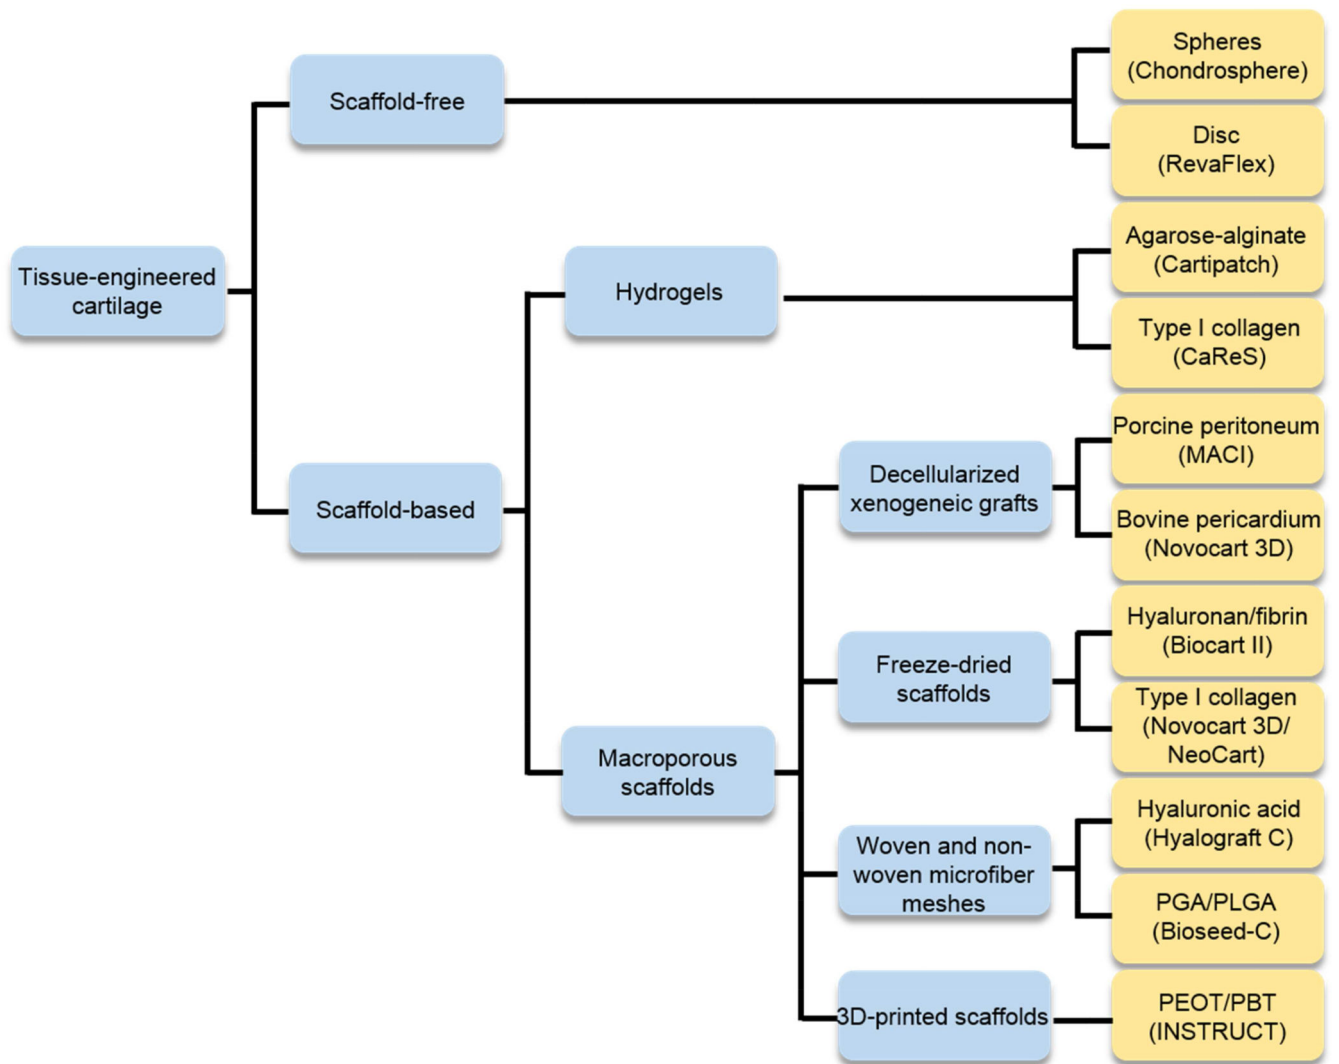 Tissue-engineered
cartilage
Scaffold-free
Spheres
(Chondrosphere)
Disc
(RevaFlex)
Scaffold-based
Hydrogels
Agarose-alginate
(Cartipatch)
Type I collagen
(CaReS)
Macroporous
scaffolds
Decellularized
xenogeneic grafts
Porcine peritoneum
(MACI)
Bovine pericardium
(Novocart 3D)
Freeze-dried
scaffolds
Hyaluronan/fibrin
(Biocart II)
Type I collagen
(Novocart 3D/
NeoCart)
Woven and non-
woven microfiber
meshes
Hyaluronic acid
(Hyalograft C)
PGA/PLGA
(Bioseed-C)
3D-printed scaffolds
PEOT/PBT
(INSTRUCT)